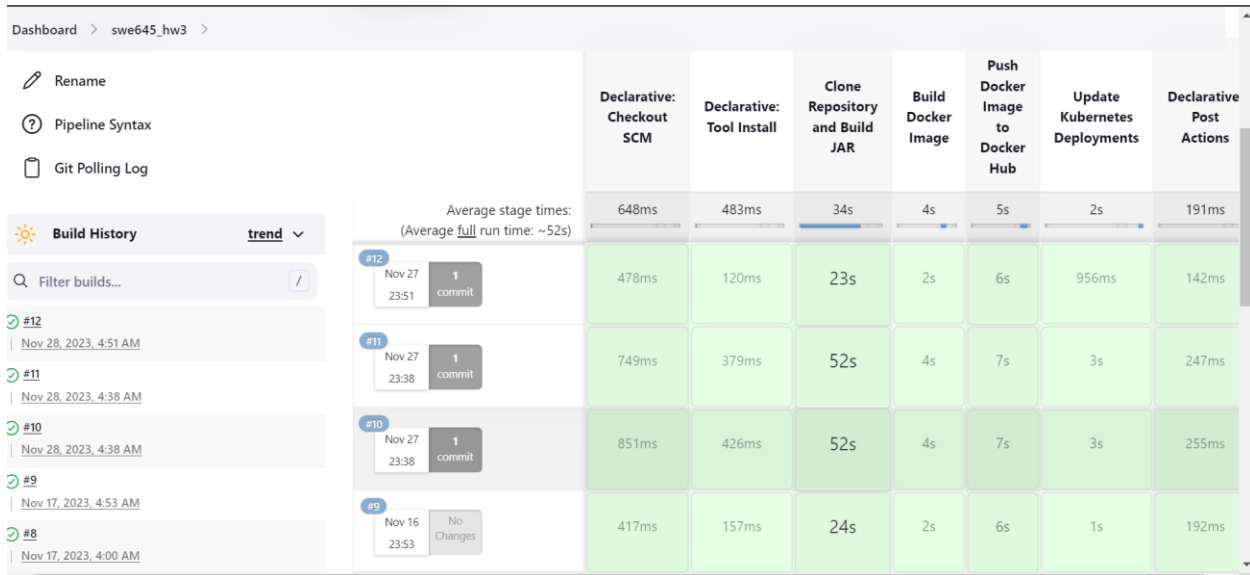 Dashboard > swe645_hw3 >
Rename
Pipeline Syntax
Git Polling Log
Build History trend
Filter builds... /
#12
Nov 28, 2023, 4:51 AM
#11
Nov 28, 2023, 4:38 AM
#10
Nov 28, 2023, 4:38 AM
#9
Nov 17, 2023, 4:53 AM
#8
Nov 17, 2023, 4:00 AM
Declarative:
Checkout
SCM
Declarative:
Tool Install
Clone
Repository
and Build
JAR
Build
Docker
Image
Push
Docker
Image
to
Docker
Hub
Update
Kubernetes
Deployments
Declarative
Post
Actions
Average stage times:
(Average full run time: ~52s)
648ms 483ms 34s 4s 5s 2s 191ms
#12
Nov 27
23:51
1
commit
478ms 120ms 23s 2s 6s 956ms 142ms
#11
Nov 27
23:38
1
commit
749ms 379ms 52s 4s 7s 3s 247ms
#10
Nov 27
23:38
1
commit
851ms 426ms 52s 4s 7s 3s 255ms
#9
Nov 16
23:53
No
Changes
417ms 157ms 24s 2s 6s 1s 192ms